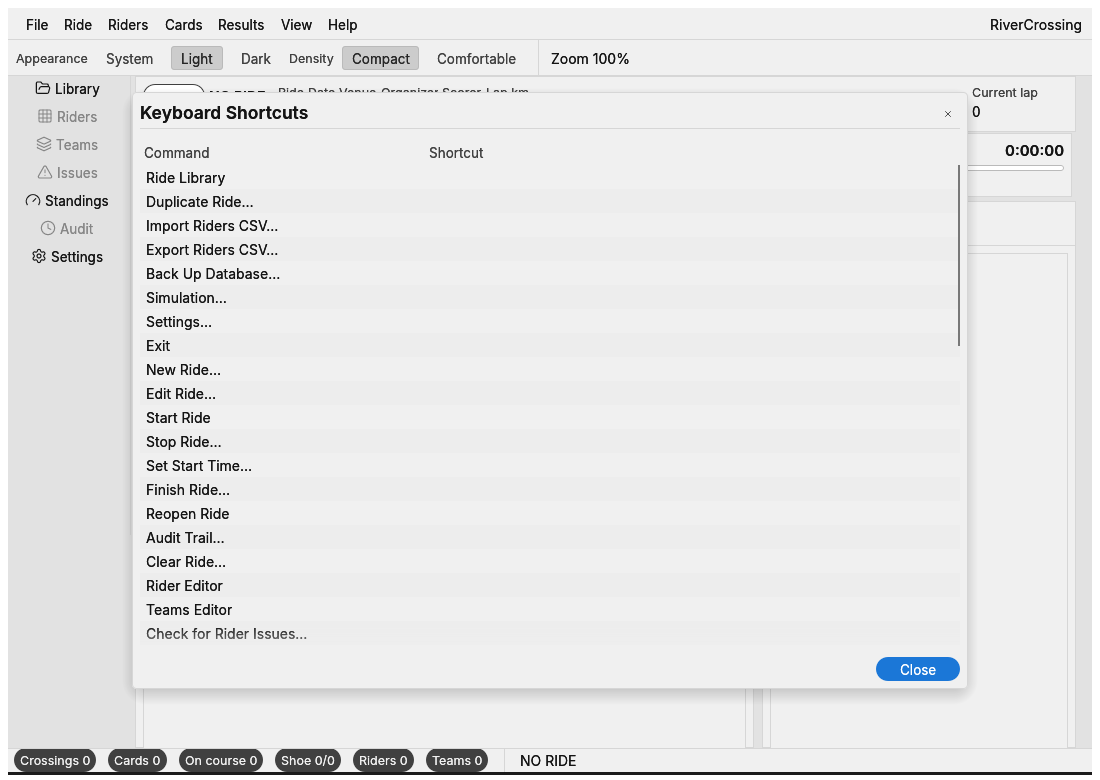 File Ride Riders Cards Results View Help RiverCrossing
Appearance System Light Dark Density Compact Comfortable Zoom 100%
Library
Riders
Teams
Issues
Standings
Audit
Settings
Current lap
0
0:00:00
Keyboard Shortcuts
Command Shortcut
Ride Library
Duplicate Ride...
Import Riders CSV...
Export Riders CSV...
Back Up Database...
Simulation...
Settings...
Exit
New Ride...
Edit Ride...
Start Ride
Stop Ride...
Set Start Time...
Finish Ride...
Reopen Ride
Audit Trail...
Clear Ride...
Rider Editor
Teams Editor
Check for Rider Issues...
Close
Crossings 0 Cards 0 On course 0 Shoe 0/0 Riders 0 Teams 0 NO RIDE